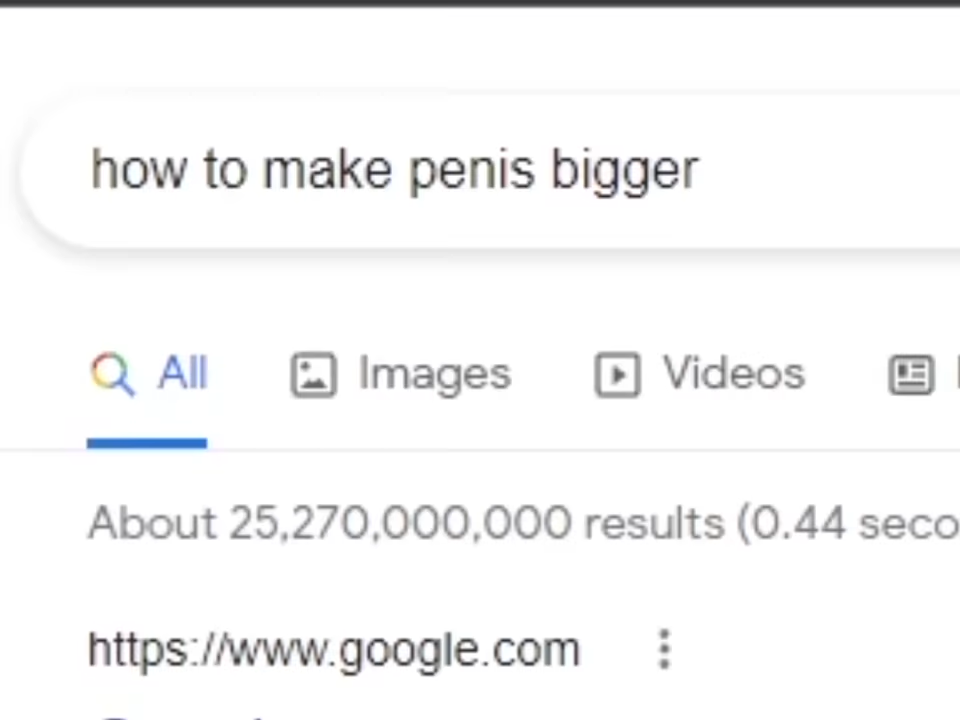 how to make penis bigger
All Images Videos
About 25,270,000,000 results (0.44 seco
https://www.google.com